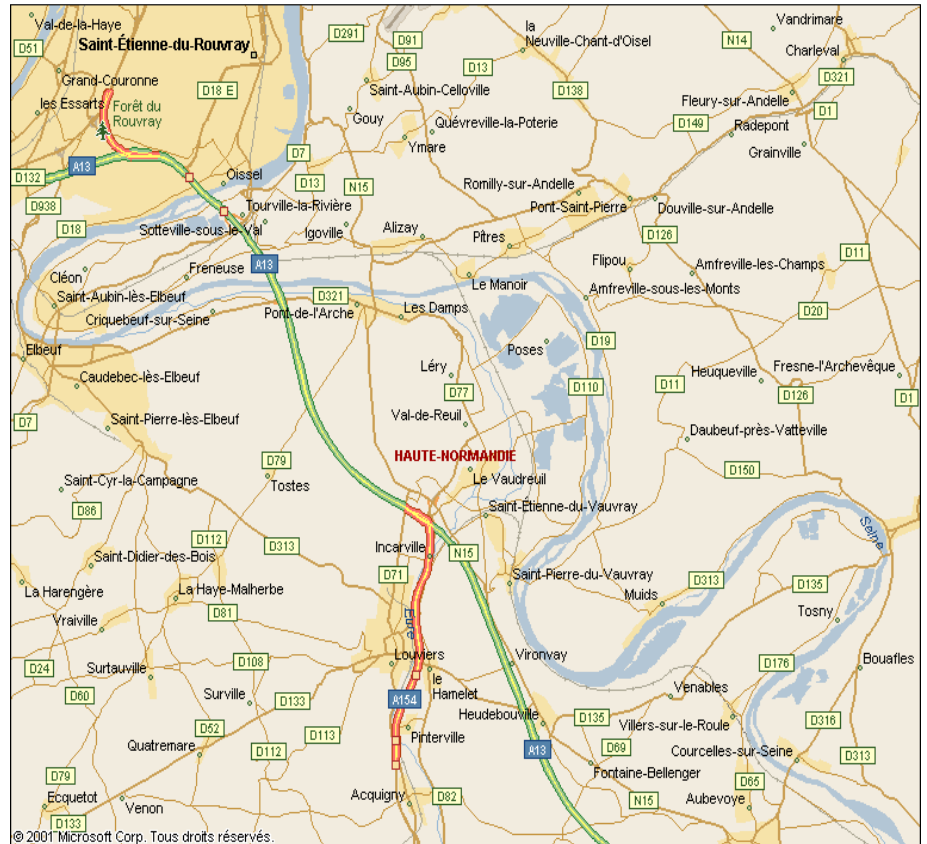 Val-de-la-Haye
D51
Saint-Étienne-du-Rouvray
D291
D91
D95
la
Neuville-Chant-d'Oisel
N14
Vandrimare
Charleval
D13
D321
Grand-Couronne
D18 E
Saint-Aubin-Celloville
D138
Fleury-sur-Andelle
les Essarts
Forêt du
Rouvray
Gouy
Quévreville-la-Poterie
D149
D1
Radepont
Ymare
Grainville
A13
D7
D132
Oissel
D13
N15
Romilly-sur-Andelle
D938
Tourville-la-Rivière
Pont-Saint-Pierre
Douville-sur-Andelle
D18
Sotteville-sous-le-Val
Igoville
Alizay
Pîtres
D126
D11
Cléon
Freneuse
A13
Flipou
Amfreville-les-Champs
Le Manoir
Saint-Aubin-lès-Elbeuf
D321
Amfreville-sous-les-Monts
Criquebeuf-sur-Seine
Pont-de-l'Arche
Les Damps
D20
Elbeuf
Poses
D19
Caudebec-lès-Elbeuf
Léry
D77
D110
D11
Heuqueville
Fresne-l'Archevêque
D126
D1
D7
Saint-Pierre-lès-Elbeuf
Val-de-Reuil
Daubeuf-près-Vatteville
HAUTE-NORMANDIE
D79
Le Vaudreuil
D150
Saint-Cyr-la-Campagne
Tostes
D86
Saint-Étienne-du-Vauvray
Seine
D112
D313
Incarville
N15
Saint-Didier-des-Bois
D71
La Harengère
La Haye-Malherbe
Saint-Pierre-du-Vauvray
D313
D135
Muids
D81
Tosny
Vraiville
Eure
D24
Surtauville
D108
Louviers
Vironvay
D176
Bouafles
D60
le
Hamelet
Surville
D133
A154
Venables
Heudebouville
D135
Villers-sur-le-Roule
D316
D52
D113
Pinterville
Quatremare
D112
A13
D69
Courcelles-sur-Seine
D313
D79
Fontaine-Bellenger
D65
Ecquetot
Venon
Acquigny
D82
N15
Aubevoye
D133
© 2001 Microsoft Corp. Tous droits réservés.